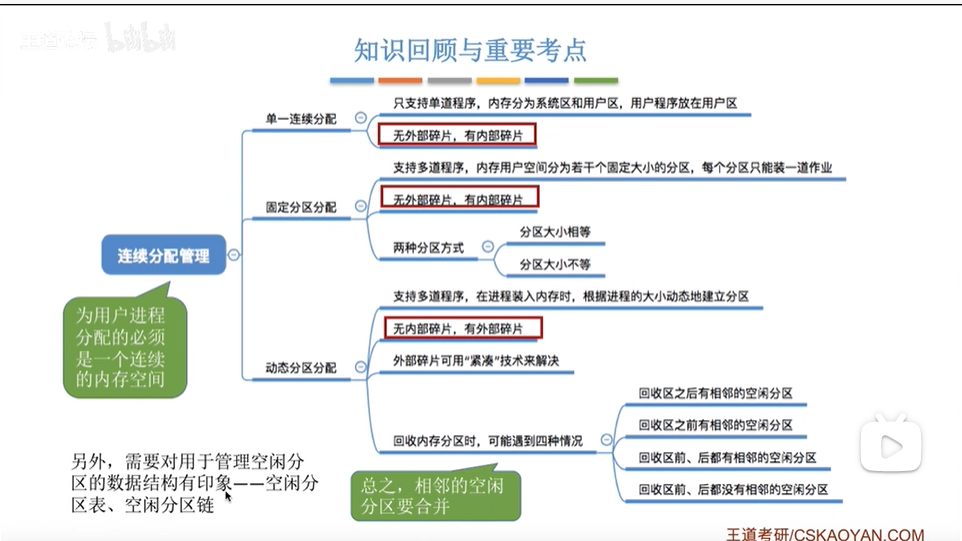 知识回顾与重要考点
单一连续分配
只支持单道程序，内存分为系统区和用户区，用户程序放在用户区
无外部碎片，有内部碎片
固定分区分配
支持多道程序，内存用户空间分为若干个固定大小的分区，每个分区只能装一道作业
无外部碎片，有内部碎片
两种分区方式
分区大小相等
分区大小不等
连续分配管理
为用户进程
分配的必须
是一个连续
的内存空间
动态分区分配
支持多道程序，在进程装入内存时，根据进程的大小动态地建立分区
无内部碎片，有外部碎片
外部碎片可用“紧凑”技术来解决
回收内存分区时，可能遇到四种情况
回收区之后有相邻的空闲分区
回收区之前有相邻的空闲分区
回收区前、后都有相邻的空闲分区
回收区前、后都没有相邻的空闲分区
总之，相邻的空闲
分区要合并
另外，需要对用于管理空闲分
区的数据结构有印象——空闲分
区表、空闲分区链
王道考研/CSKAOYAN.COM
bilibili